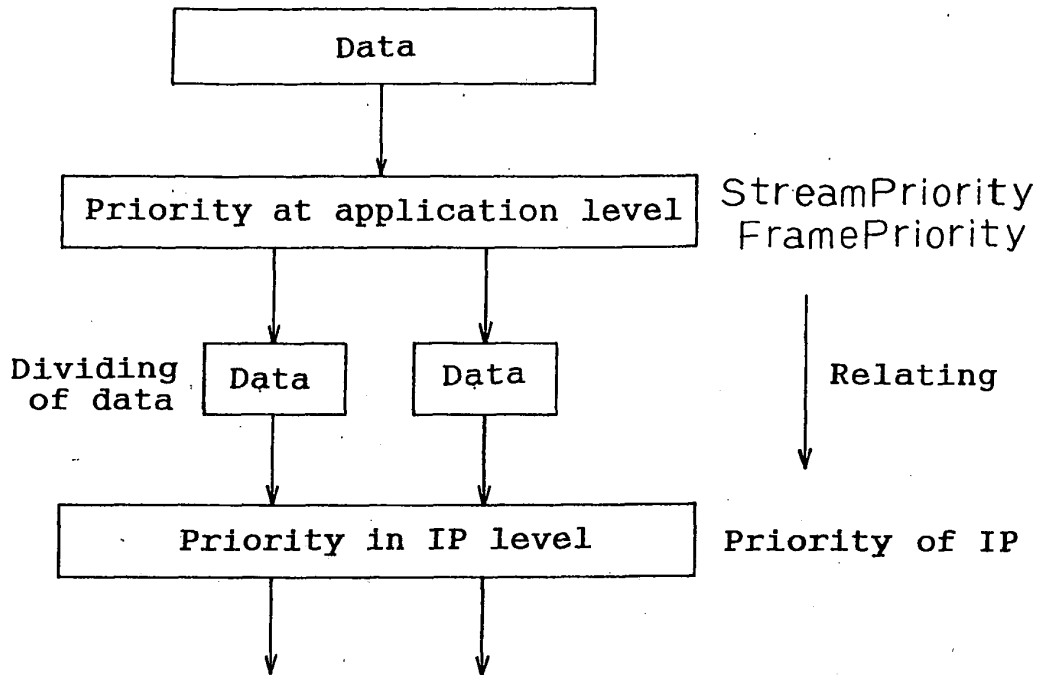 Data
Priority at application level
StreamPriority
FramePriority
Dividing
of data
Data
Data
Relating
Priority in IP level
Priority of IP